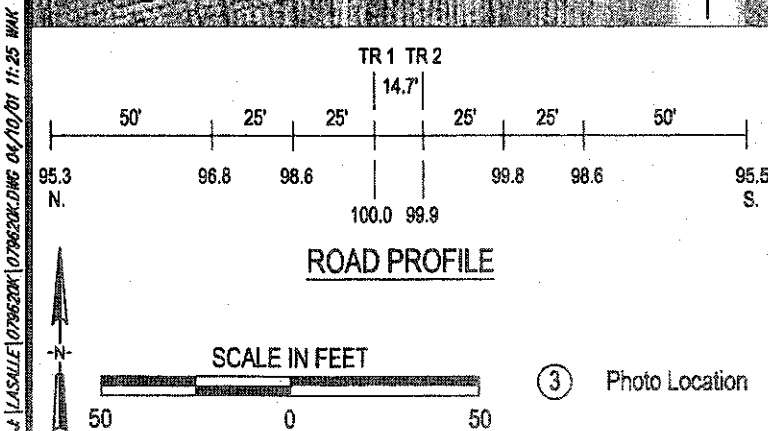 TR 1 TR 2
14.7'
50' 25' 25' 25' 25' 50'
95.3 96.8 98.6 99.8 98.6 95.5
N. S.
100.0 99.9
ROAD PROFILE
-N-
SCALE IN FEET
50 0 50
3 Photo Location
LASALLE\079620K\079620K.DWG 04/10/01 11:25 WAK